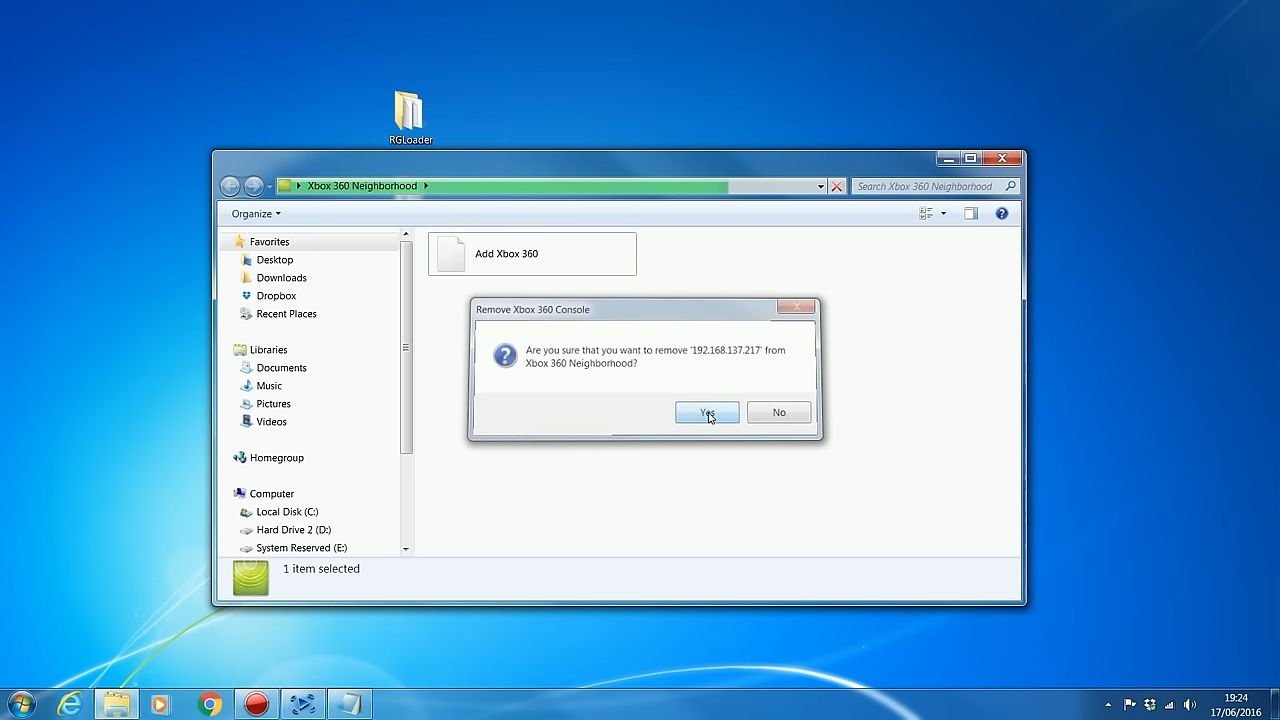 RGLoader
Xbox 360 Neighborhood
Search Xbox 360 Neighborhood
Organize
Favorites
Desktop
Downloads
Dropbox
Recent Places
Libraries
Documents
Music
Pictures
Videos
Homegroup
Computer
Local Disk (C:)
Hard Drive 2 (D:)
System Reserved (E:)
Add Xbox 360
Remove Xbox 360 Console
Are you sure that you want to remove '192.168.137.217' from
Xbox 360 Neighborhood?
Yes
No
1 item selected
19:24
17/06/2016